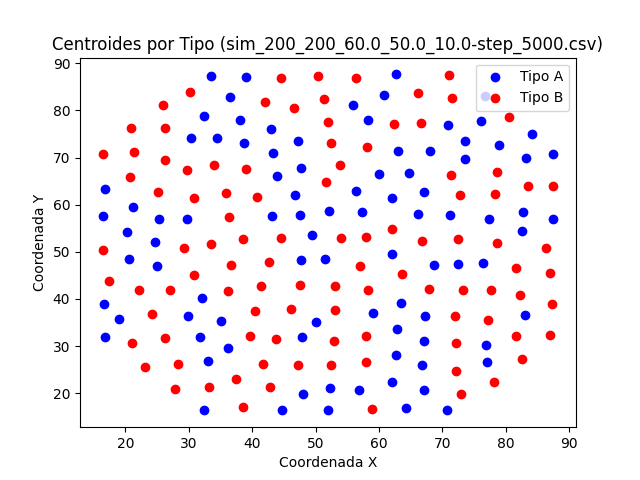 Centroides por Tipo (sim_200_200_60.0_50.0_10.0-step_5000.csv)
Tipo A
Tipo B
90
80
70
60
50
40
30
20
Coordenada Y
20 30 40 50 60 70 80 90
Coordenada X